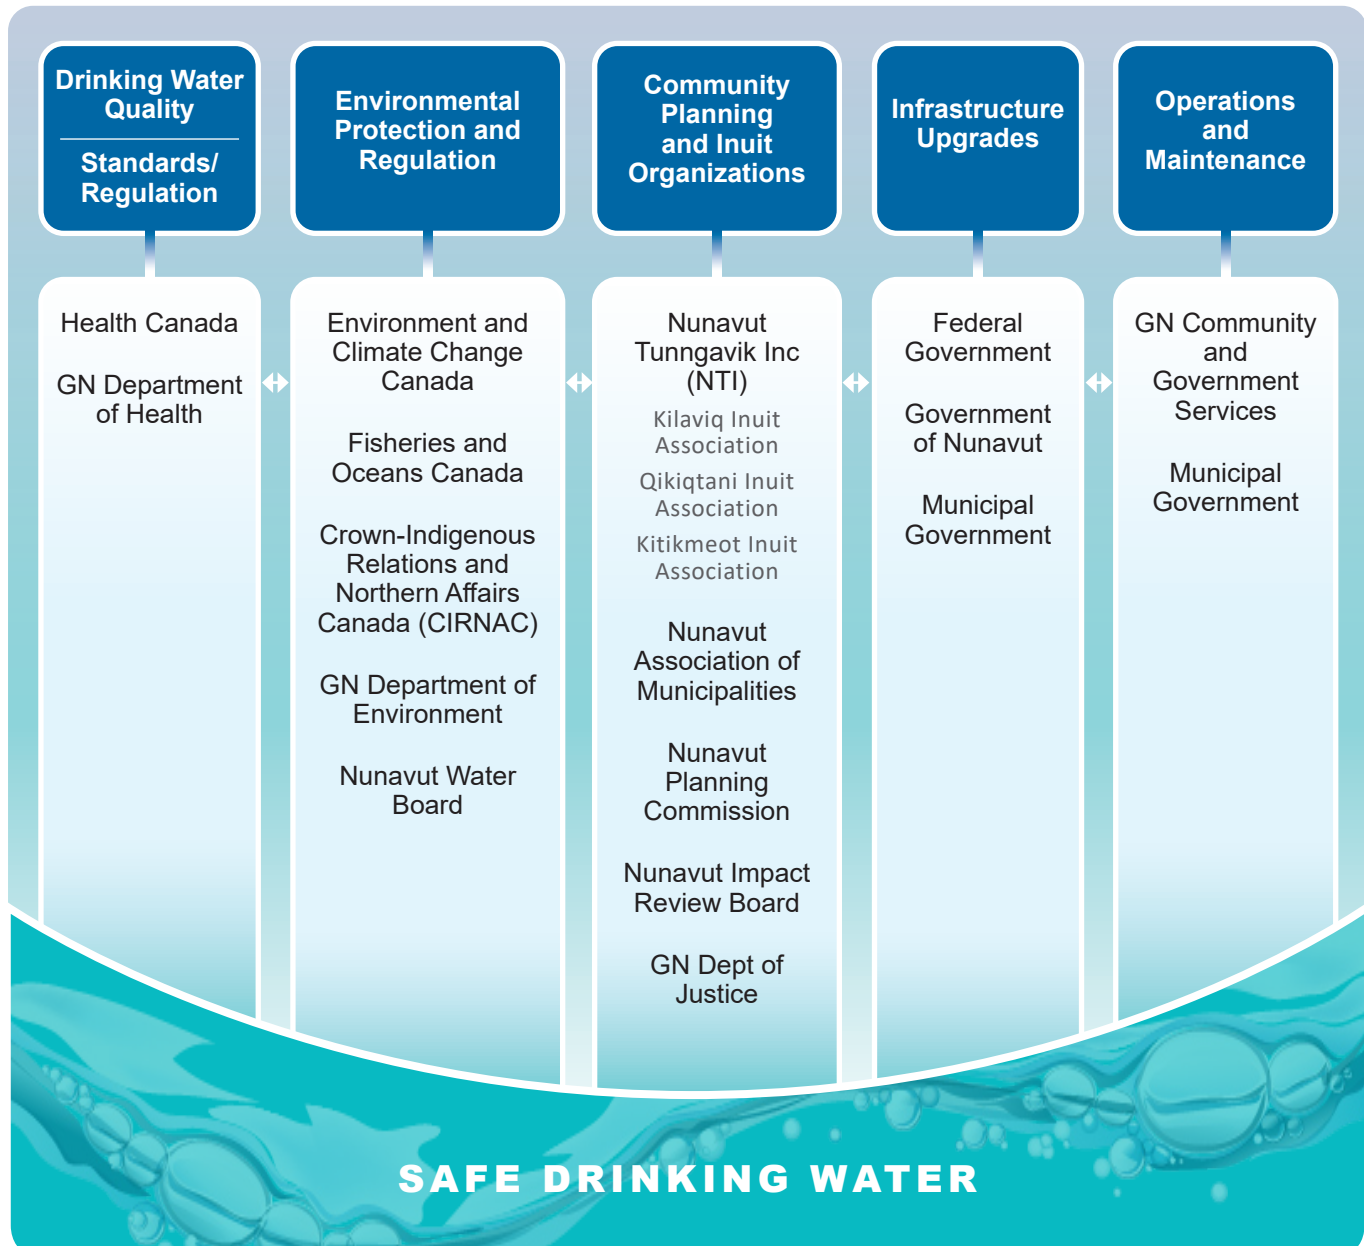 Drinking Water
Quality
Standards/
Regulation
Environmental
Protection and
Regulation
Community
Planning
and Inuit
Organizations
Infrastructure
Upgrades
Operations
and
Maintenance
Health Canada
GN Department
of Health
Environment and
Climate Change
Canada
Fisheries and
Oceans Canada
Crown-Indigenous
Relations and
Northern Affairs
Canada (CIRNAC)
GN Department of
Environment
Nunavut Water
Board
Nunavut
Tunngavik Inc
(NTI)
Kilaviq Inuit
Association
Qikiqtani Inuit
Association
Kitikmeot Inuit
Association
Nunavut
Association of
Municipalities
Nunavut
Planning
Commission
Nunavut Impact
Review Board
GN Dept of
Justice
Federal
Government
Government
of Nunavut
Municipal
Government
GN Community
and
Government
Services
Municipal
Government
SAFE DRINKING WATER